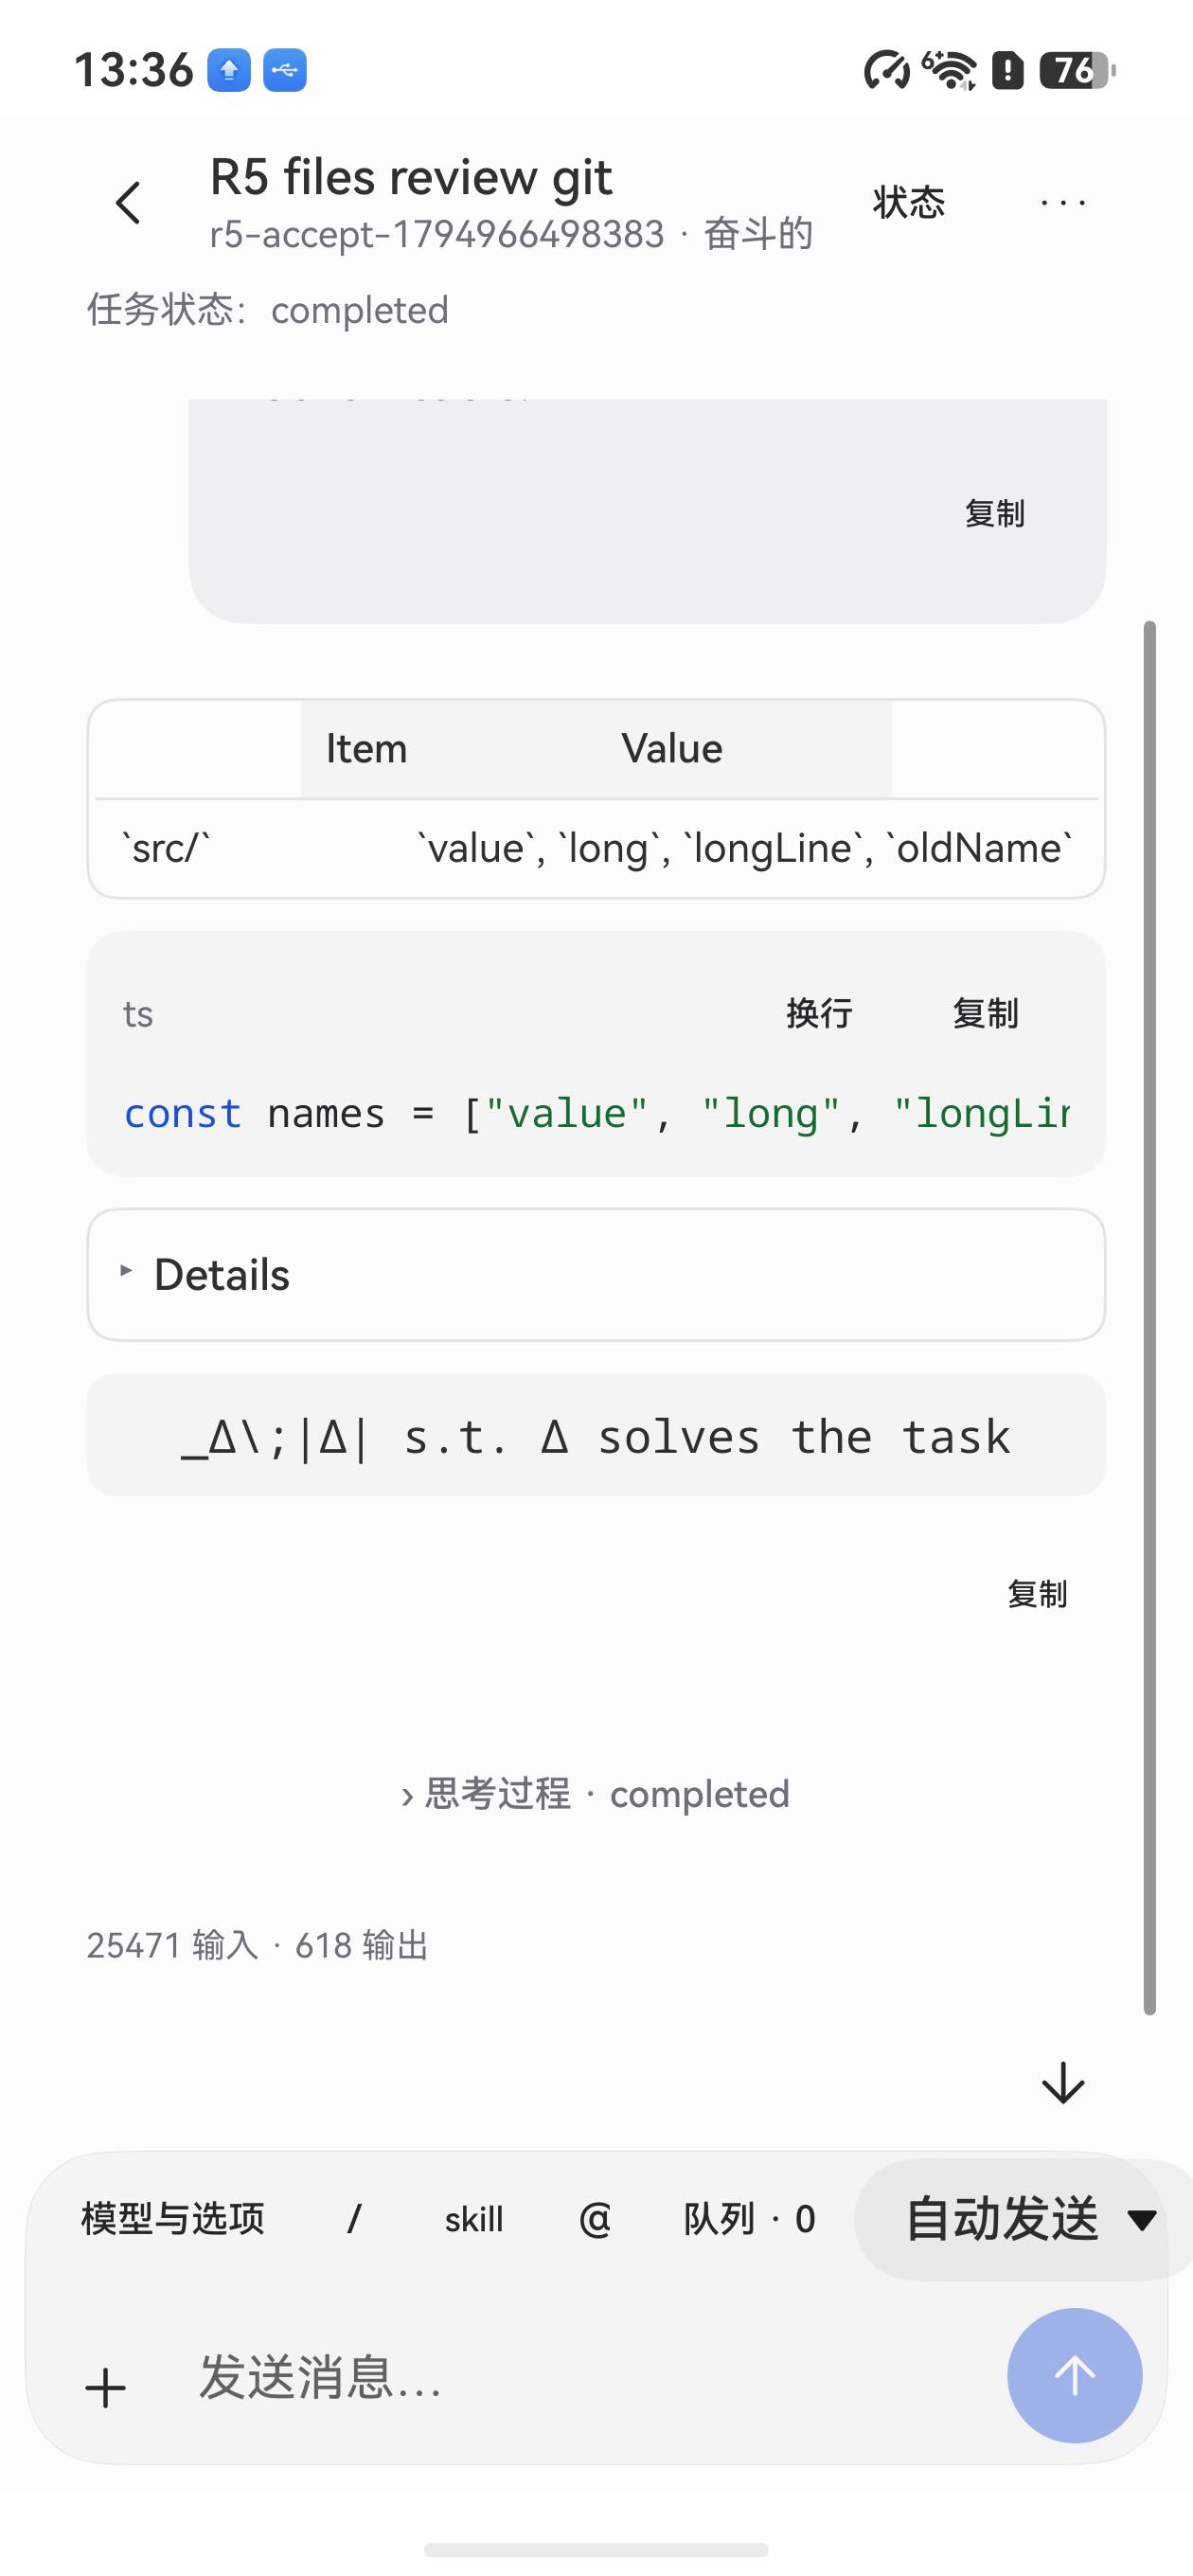 13:36
6+
76
R5 files review git
r5-accept-1794966498383 · 奋斗的
状态
···
任务状态: completed
复制
Item Value
`src/` `value`, `long`, `longLine`, `oldName`
ts 换行 复制
const names = ["value", "long", "longLin
▸ Details
_Δ\;|Δ| s.t. Δ solves the task
复制
› 思考过程 · completed
25471 输入 · 618 输出
模型与选项 / skill @ 队列 · 0 自动发送
发送消息...